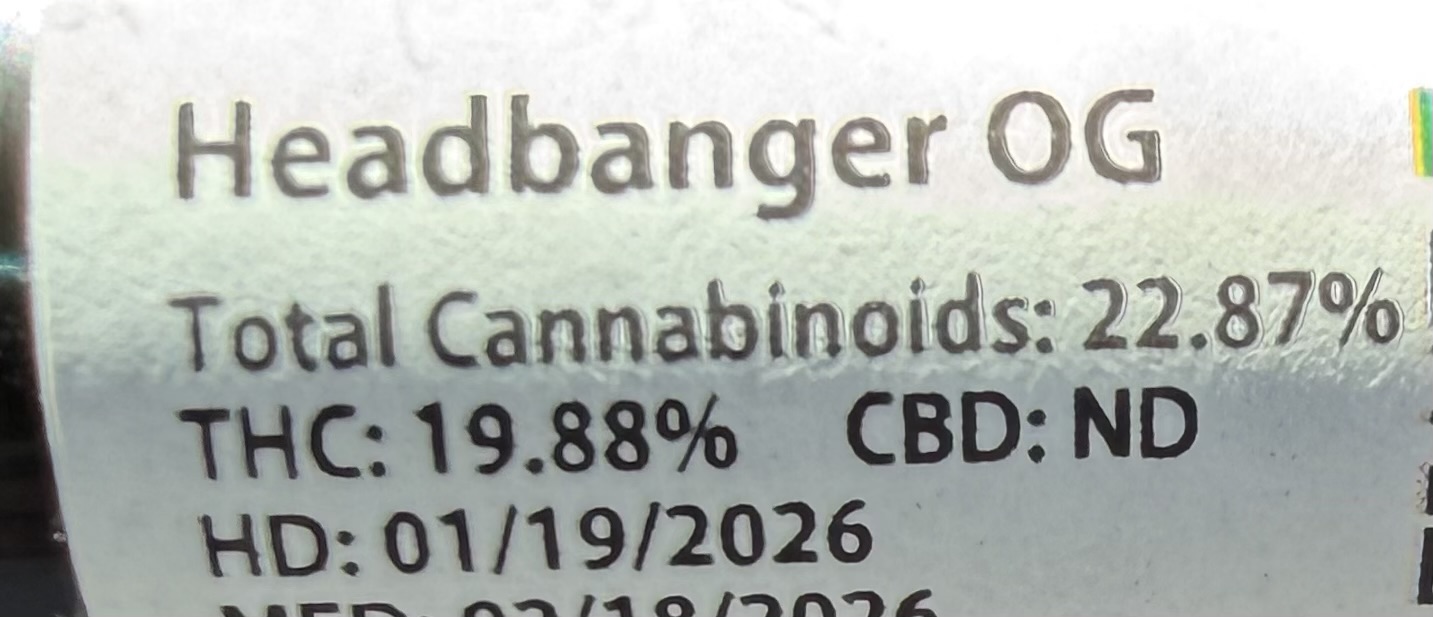 Headbanger OG
Total Cannabinoids: 22.87%
THC: 19.88% CBD: ND
HD: 01/19/2026